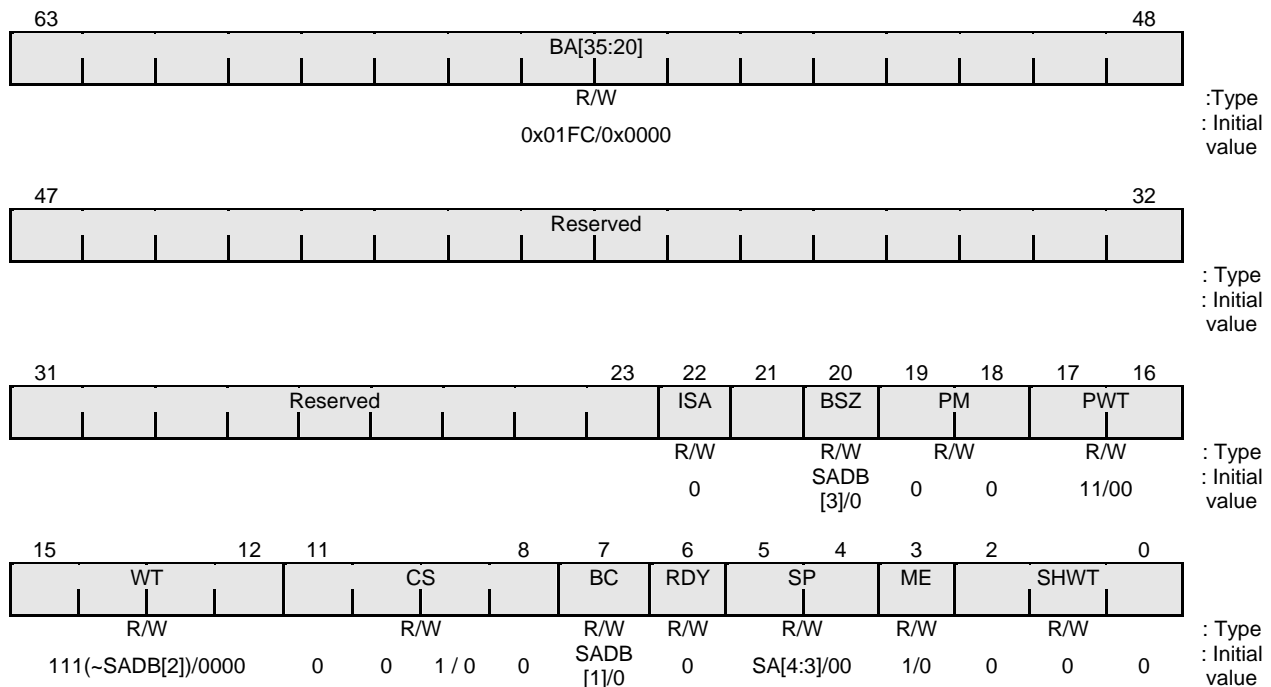 63 48
BA[35:20]
R/W :Type
0x01FC/0x0000 : Initial
value
47 32
Reserved
: Type
: Initial
value
31 23 22 21 20 19 18 17 16
Reserved ISA BSZ PM PWT
R/W R/W R/W R/W : Type
0 SADB 0 0 11/00 : Initial
[3]/0 value
15 12 11 8 7 6 5 4 3 2 0
WT CS BC RDY SP ME SHWT
R/W R/W R/W R/W R/W R/W R/W : Type
111(~SADB[2])/0000 0 0 1 / 0 0 SADB 0 SA[4:3]/00 1/0 0 0 0 : Initial
[1]/0 value